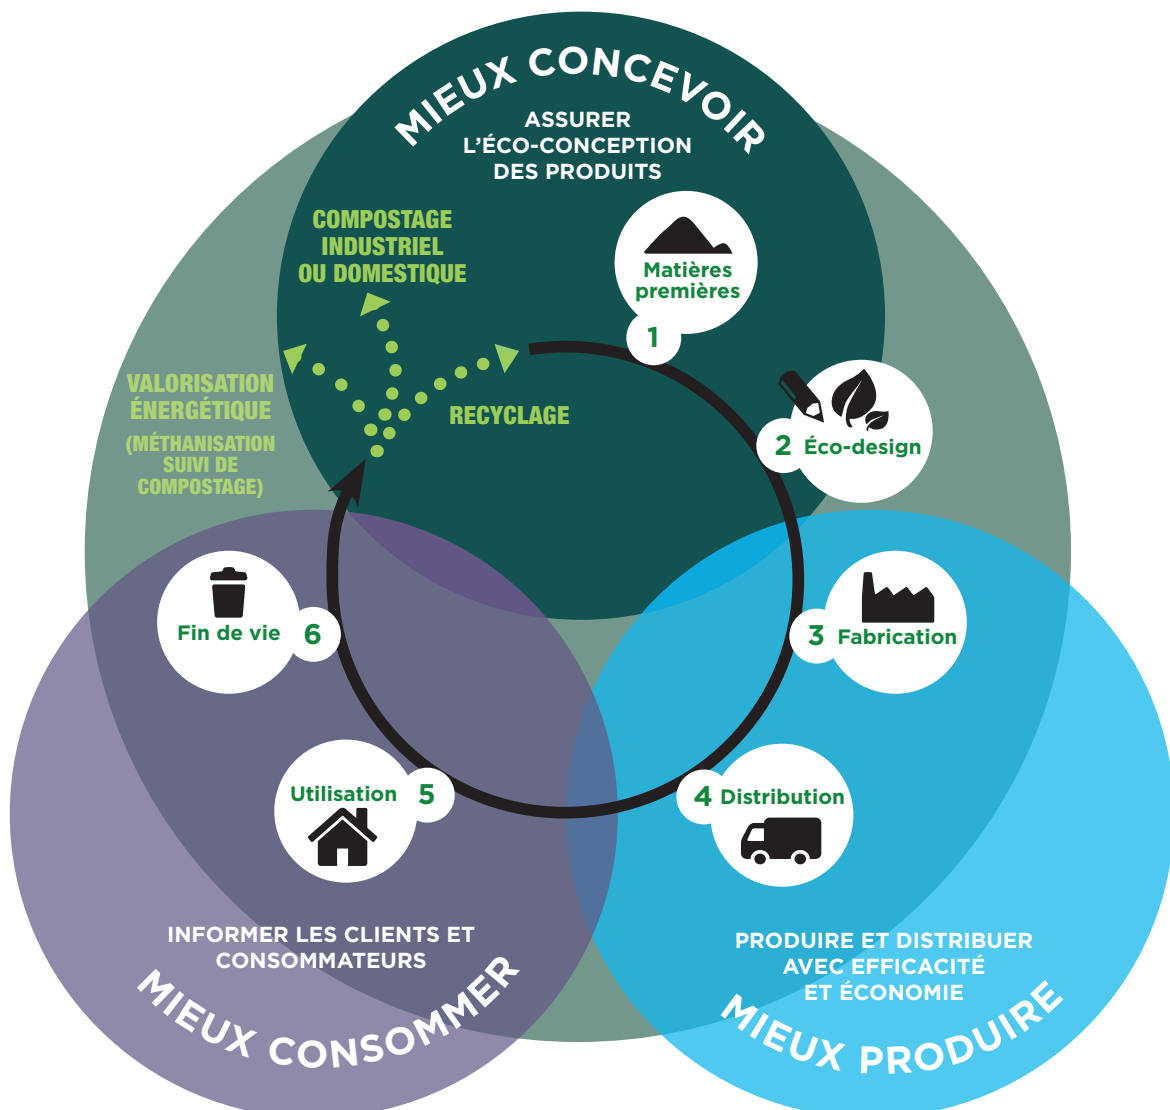 MIEUX CONCEVOIR
ASSURER
L'ÉCO-CONCEPTION
DES PRODUITS
COMPOSTAGE
INDUSTRIEL
OU DOMESTIQUE
Matières
premières
1
VALORISATION
ÉNERGÉTIQUE
(MÉTHANISATION
SUIVI DE
COMPOSTAGE)
RECYCLAGE
2 Éco-design
Fin de vie 6
3 Fabrication
Utilisation 5
4 Distribution
INFORMER LES CLIENTS ET
CONSOMMATEURS
MIEUX CONSOMMER
PRODUIRE ET DISTRIBUER
AVEC EFFICACITÉ
ET ÉCONOMIE
MIEUX PRODUIRE